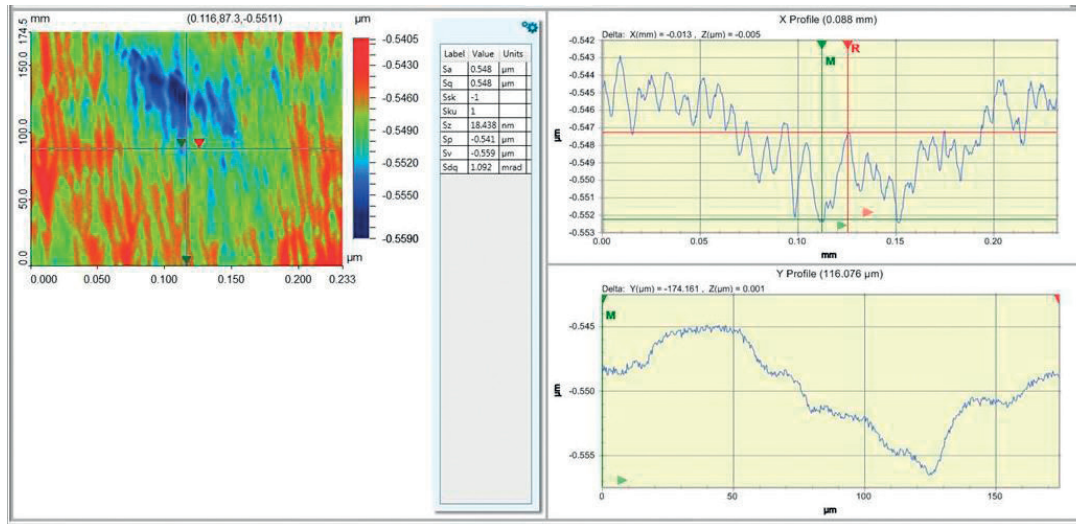 mm (0.116,87.3,-0.5511) µm
174.5
150.0
100.0
50.0
0.0
µm
0.000 0.050 0.100 0.150 0.233
-0.5405
-0.5430
-0.5460
-0.5490
-0.5520
-0.5550
-0.5590
Label Value Units
Sa 0.548 µm
Sq 0.548 µm
Ssk -1
Sku 1
Sz 18.438 nm
Sp -0.541 µm
Sv -0.559 µm
Sdq 1.092 mrad
X Profile (0.088 mm)
Delta: X(mm) = -0.013, Z(µm) = -0.005
R
M
-0.542
-0.543
-0.544
-0.545
-0.546
-0.547
-0.548
-0.549
-0.550
-0.551
-0.552
-0.553
µm
0.00 0.05 0.10 0.15 0.20
mm
Y Profile (116.076 µm)
Delta: Y(µm) = -174.161 , Z(µm) = 0.001
M
-0.545
-0.550
-0.555
µm
0 50 100 150
µm